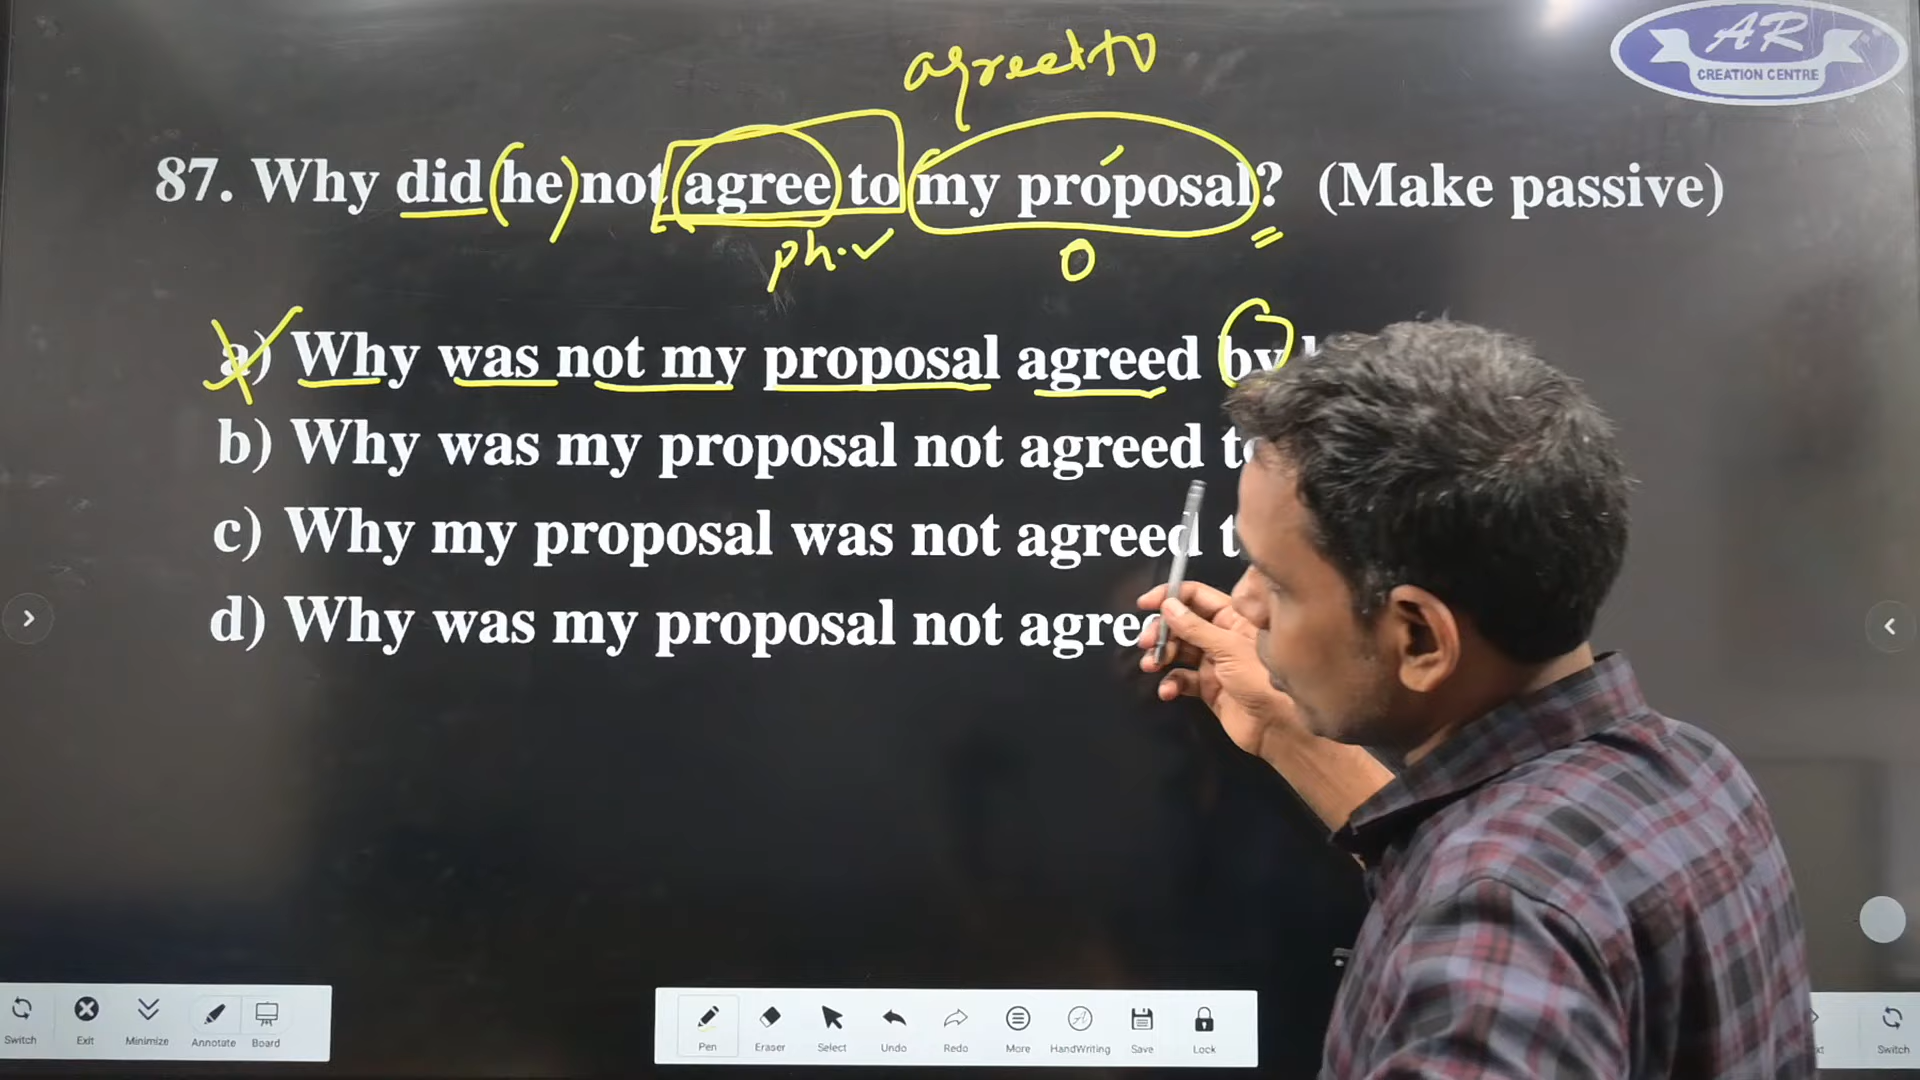 AR
CREATION CENTRE
agree to
87. Why did he not agree to my proposal? (Make passive)
ph.v
O
a) Why was not my proposal agreed by
b) Why was my proposal not agreed
c) Why my proposal was not agreed
d) Why was my proposal not
Switch
Exit
Minimize
Annotate
Board
Pen
Eraser
Select
Undo
Redo
More
HandWriting
Save
Lock
Switch